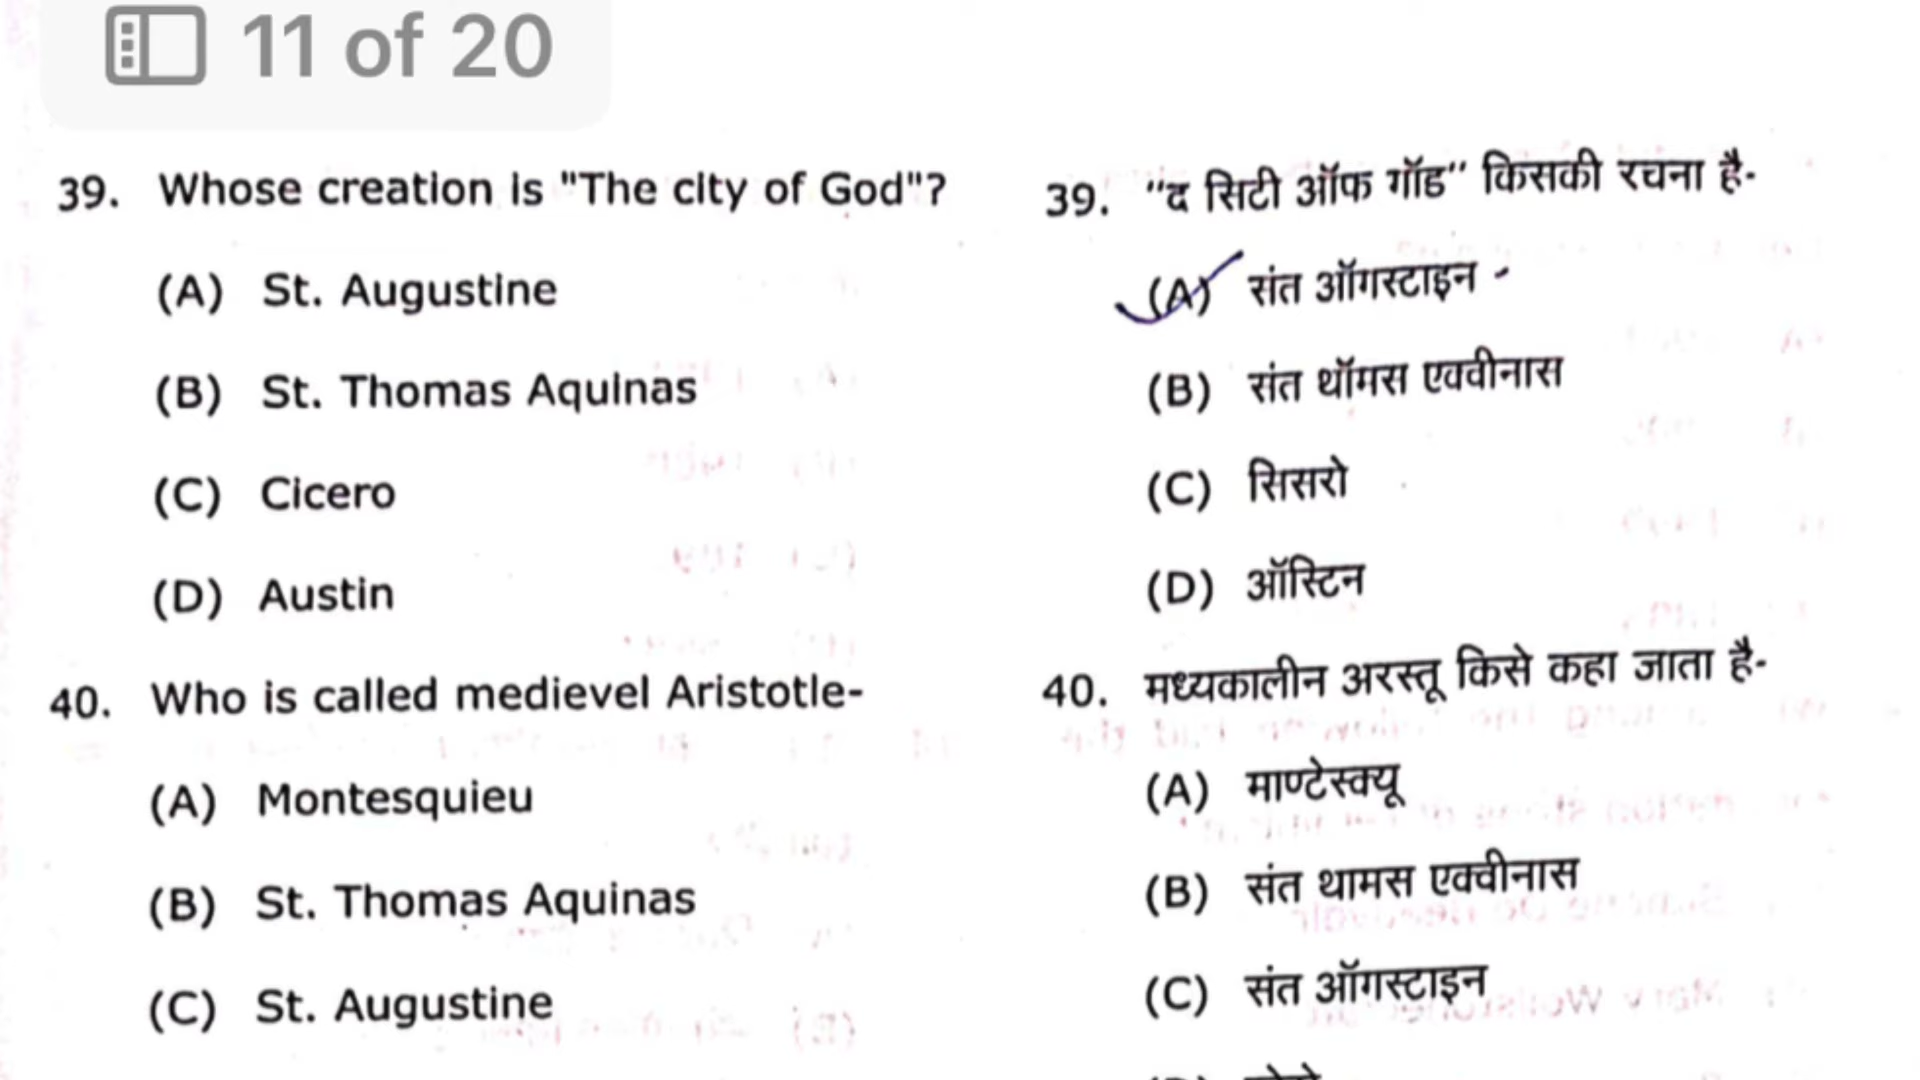 11 of 20
39. Whose creation is "The city of God"?
(A) St. Augustine
(B) St. Thomas Aquinas
(C) Cicero
(D) Austin
40. Who is called medievel Aristotle-
(A) Montesquieu
(B) St. Thomas Aquinas
(C) St. Augustine
39. "द सिटी ऑफ गॉड" किसकी रचना है-
(A) संत ऑगस्टाइन
(B) संत थॉमस एक्वीनास
(C) सिसरो
(D) ऑस्टिन
40. मध्यकालीन अरस्तू किसे कहा जाता है-
(A) माण्टेस्क्यू
(B) संत थामस एक्वीनास
(C) संत ऑगस्टाइन